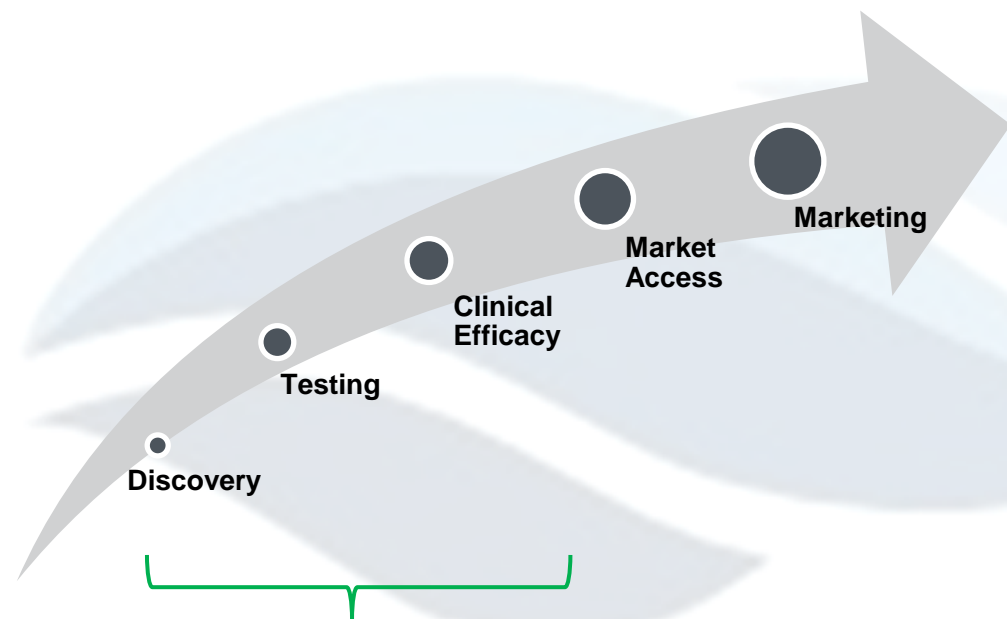 Discovery
Testing
Clinical
Efficacy
Market
Access
Marketing